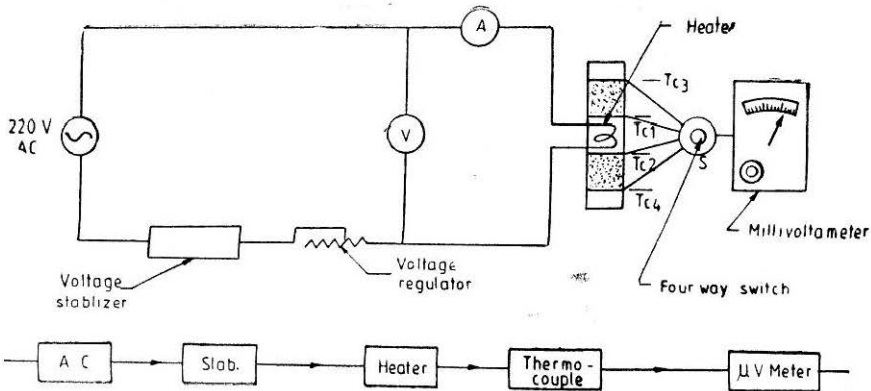 A
Heater
Tc3
220 V
AC
V
Tc1
Tc2
S
Tc4
Millivoltameter
Voltage
stablizer
Voltage
regulator
Four way switch
A C
Slab.
Heater
Thermo-
couple
μV Meter